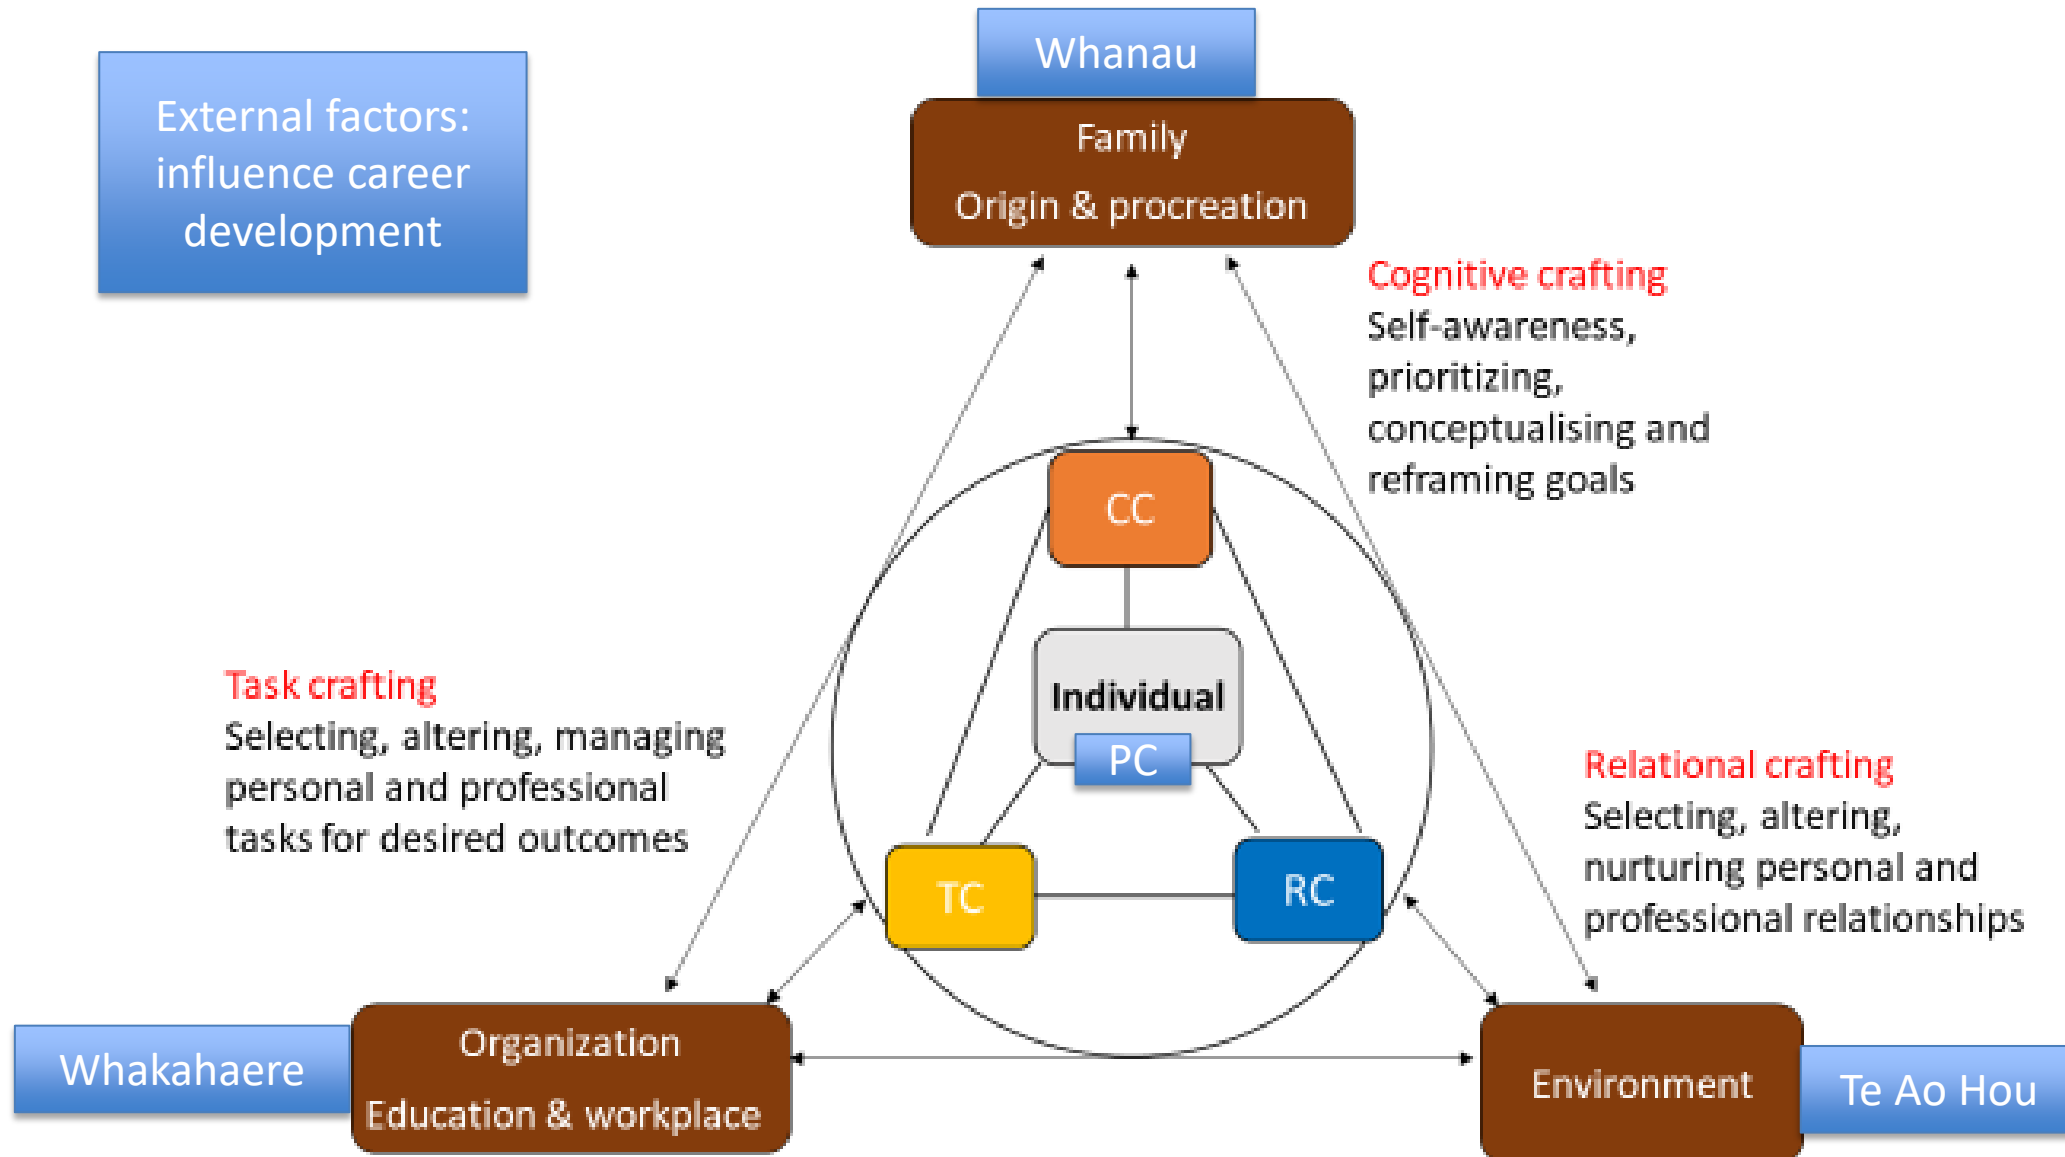 Whanau
External factors:
influence career
development
Family
Origin & procreation
Cognitive crafting
Self-awareness,
prioritizing,
conceptualising and
reframing goals
CC
Individual
PC
Task crafting
Selecting, altering, managing
personal and professional
tasks for desired outcomes
Relational crafting
Selecting, altering,
nurturing personal and
professional relationships
TC
RC
Whakahaere
Organization
Education & workplace
Environment
Te Ao Hou